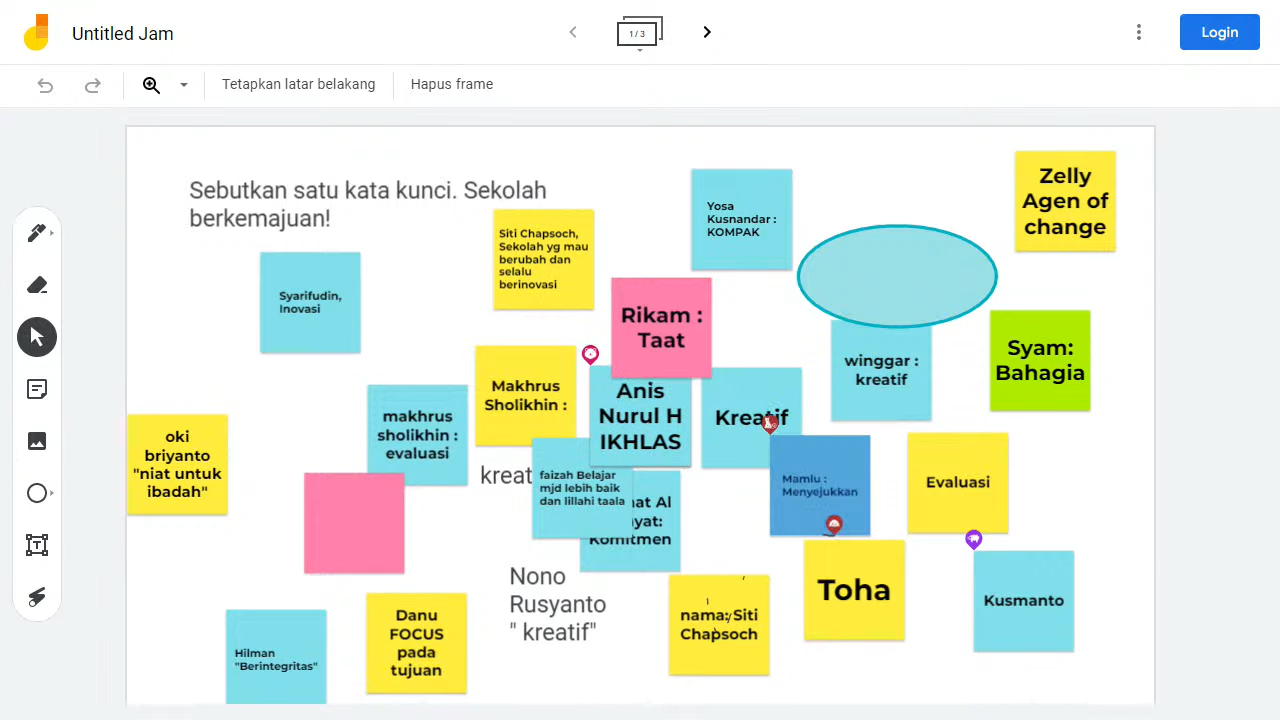 Untitled Jam
1 / 3
Login
Tetapkan latar belakang
Hapus frame
Sebutkan satu kata kunci. Sekolah
berkemajuan!
Zelly
Agen of
change
Yosa
Kusnandar :
KOMPAK
Siti Chapsoch,
Sekolah yg mau
berubah dan
selalu
berinovasi
Syarifudin,
Inovasi
Rikam :
Taat
winggar :
kreatif
Syam:
Bahagia
Makhrus
Sholikhin :
Anis
Nurul H
IKHLAS
Kreatif
makhrus
sholikhin :
evaluasi
oki
briyanto
"niat untuk
ibadah"
faizah Belajar
mjd lebih baik
dan lillahi taala
Al
Komitmen
Mamlu :
Menyejukkan
Evaluasi
Nono
Rusyanto
" kreatif"
nama: Siti
Chapsoch
Toha
Kusmanto
Hilman
"Berintegritas"
Danu
FOCUS
pada
tujuan